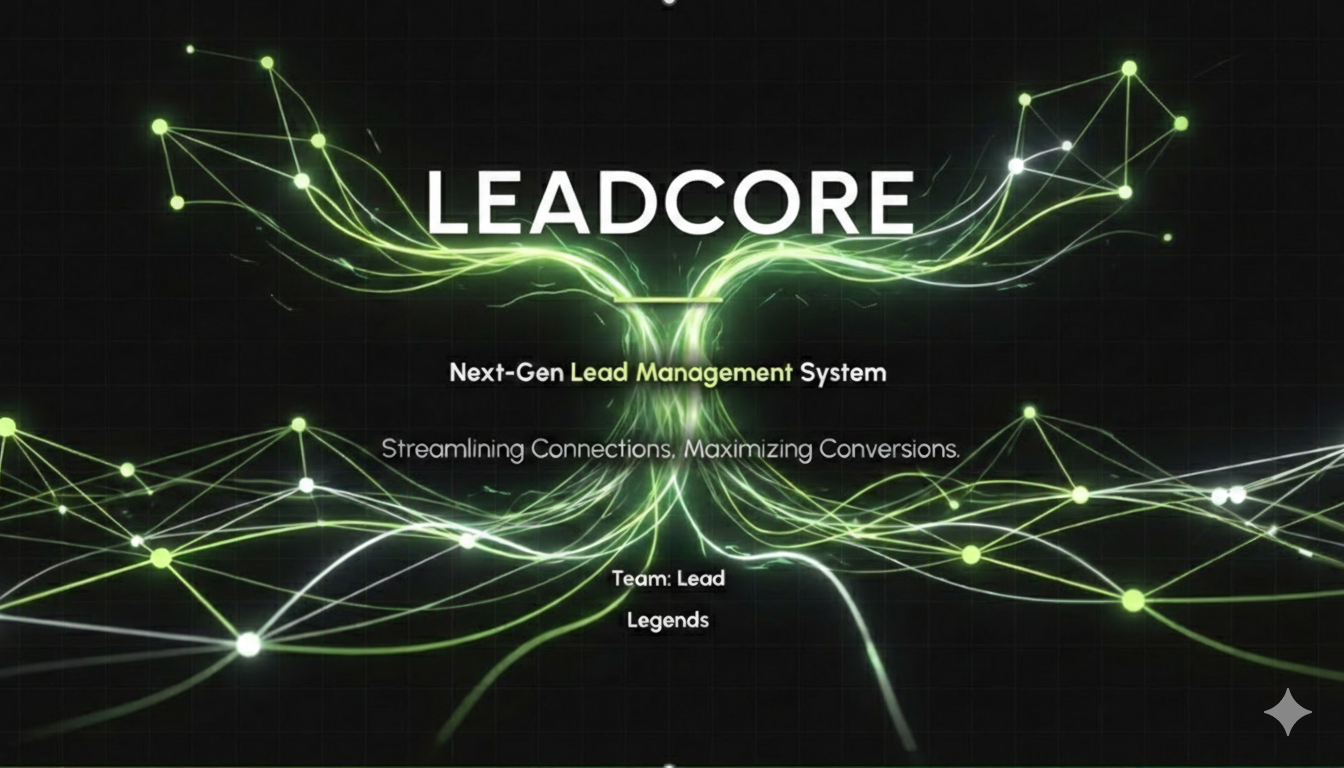 LEADCORE
Next-Gen Lead Management System
Streamlining Connections, Maximizing Conversions.
Team: Lead
Legends